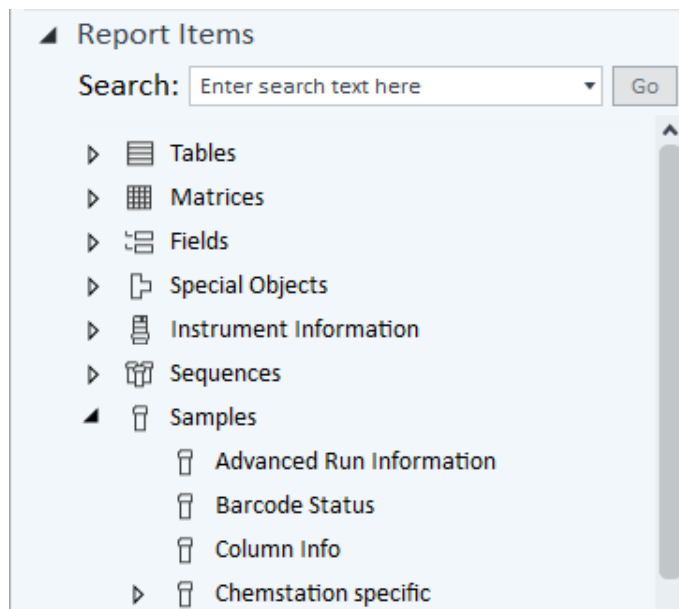 Report Items
Search: Enter search text here Go
Tables
Matrices
Fields
Special Objects
Instrument Information
Sequences
Samples
Advanced Run Information
Barcode Status
Column Info
Chemstation specific